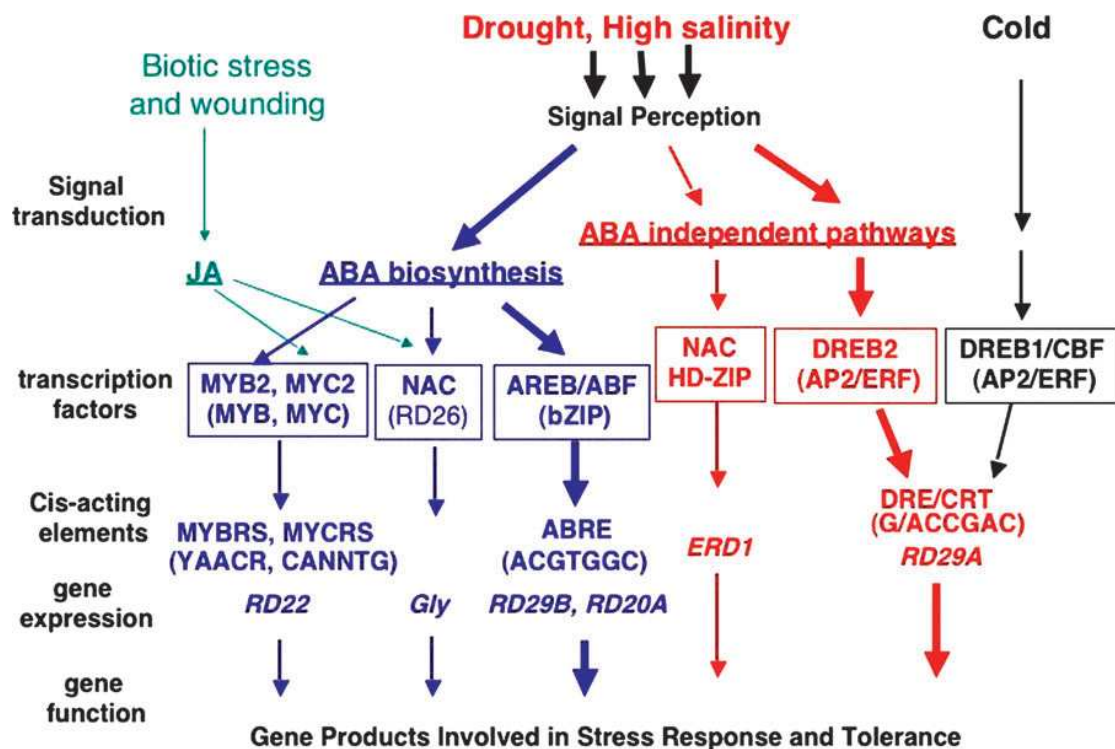 Drought, High salinity
Cold
Biotic stress
and wounding
Signal Perception
Signal
transduction
ABA independent pathways
JA
ABA biosynthesis
transcription
factors
MYB2, MYC2
(MYB, MYC)
NAC
(RD26)
AREB/ABF
(bZIP)
NAC
HD-ZIP
DREB2
(AP2/ERF)
DREB1/CBF
(AP2/ERF)
Cis-acting
elements
MYBRS, MYCRS
(YAACR, CANNTG)
ABRE
(ACGTGGC)
ERD1
DRE/CRT
(G/ACCGAC)
RD29A
gene
expression
RD22
Gly
RD29B, RD20A
gene
function
Gene Products Involved in Stress Response and Tolerance